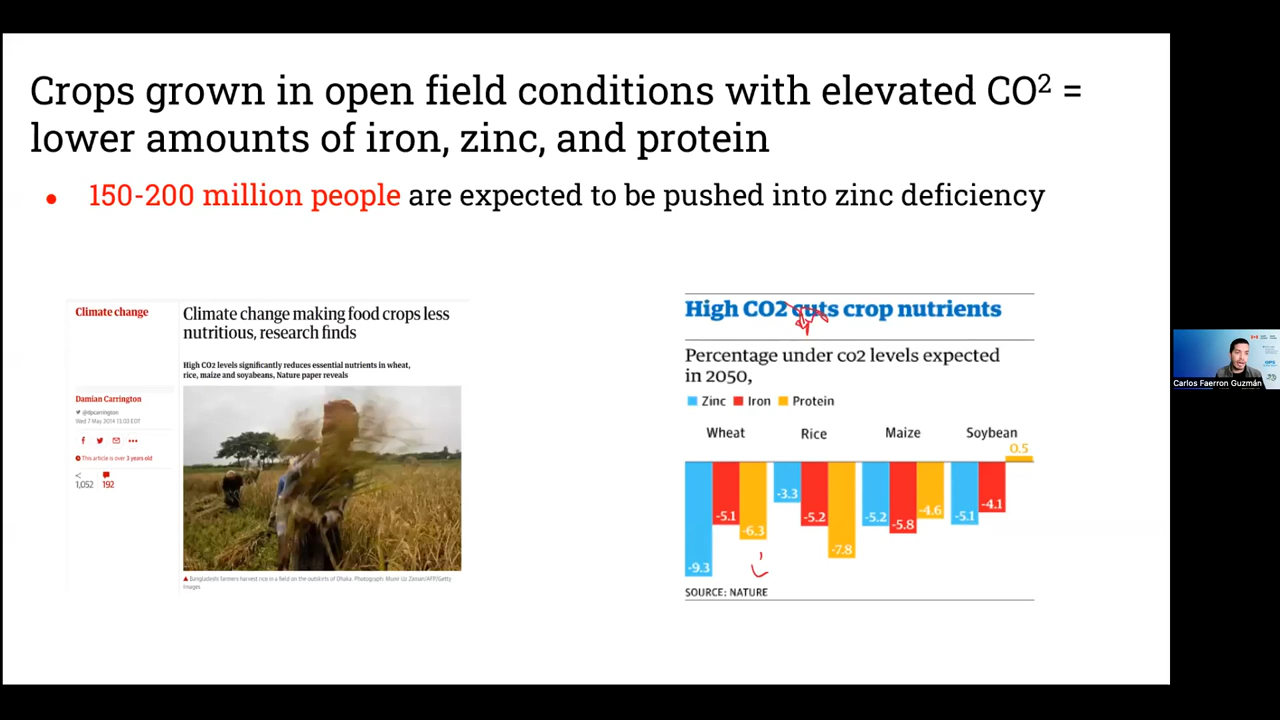 Crops grown in open field conditions with elevated CO² =
lower amounts of iron, zinc, and protein
• 150-200 million people are expected to be pushed into zinc deficiency
Climate change
Climate change making food crops less
nutritious, research finds
High CO2 levels significantly reduces essential nutrients in wheat,
rice, maize and soyabeans, Nature paper reveals
Damian Carrington
@dpcarrington
Wed 7 May 2014 13.03 EDT
This article is over 3 years old
1,052 192
Bangladeshi farmers harvest rice in a field on the outskirts of Dhaka. Photograph: Munir Uz Zaman/AFP/Getty
Images
High CO2 cuts crop nutrients
Percentage under co2 levels expected
in 2050,
Zinc Iron Protein
Wheat Rice Maize Soybean
-9.3 -5.1 -6.3 -3.3 -5.2 -7.8 -5.2 -5.8 -4.6 -5.1 -4.1 0.5
SOURCE: NATURE
Carlos Faerron Guzmán